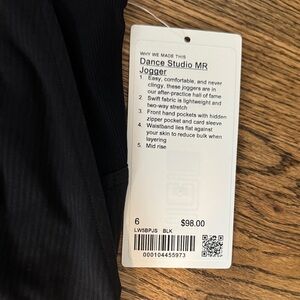 WHY WE MADE THIS
Dance Studio MR
Jogger
1 Easy, comfortable, and never
clingy, these joggers are in
our after-practice hall of fame
2 Swift fabric is lightweight and
two-way stretch
3 Front hand pockets with hidden
zipper pocket and card sleeve
4 Waistband lies flat against
your skin to reduce bulk when
layering
5 Mid rise
6 $98.00
LW5BPJS BLK
000104455973